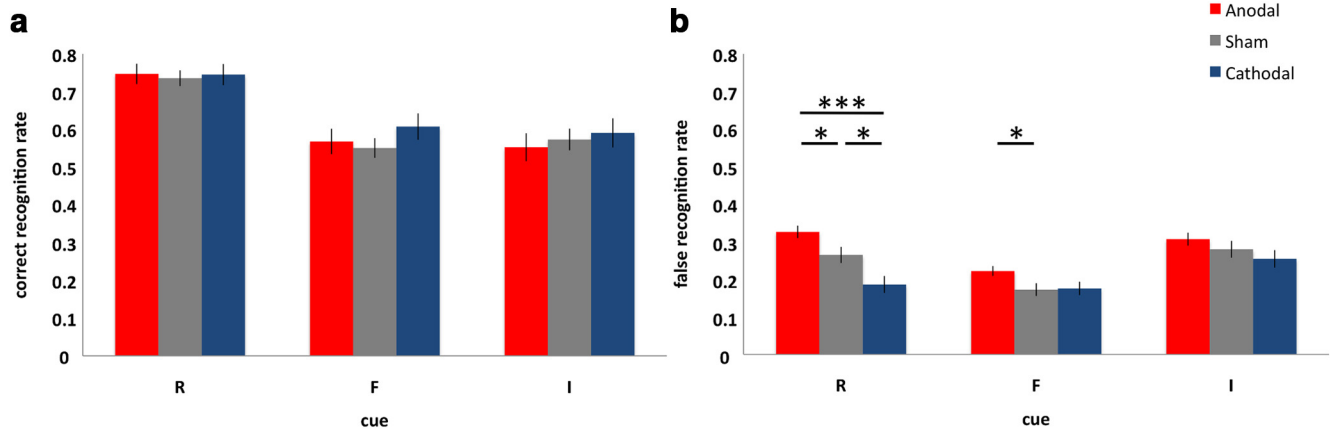 a
correct recognition rate
0.8
0.7
0.6
0.5
0.4
0.3
0.2
0.1
0
R F I
cue
b
Anodal
Sham
Cathodal
false recognition rate
0.8
0.7
0.6
0.5
0.4
0.3
0.2
0.1
0
***
* * *
R F I
cue